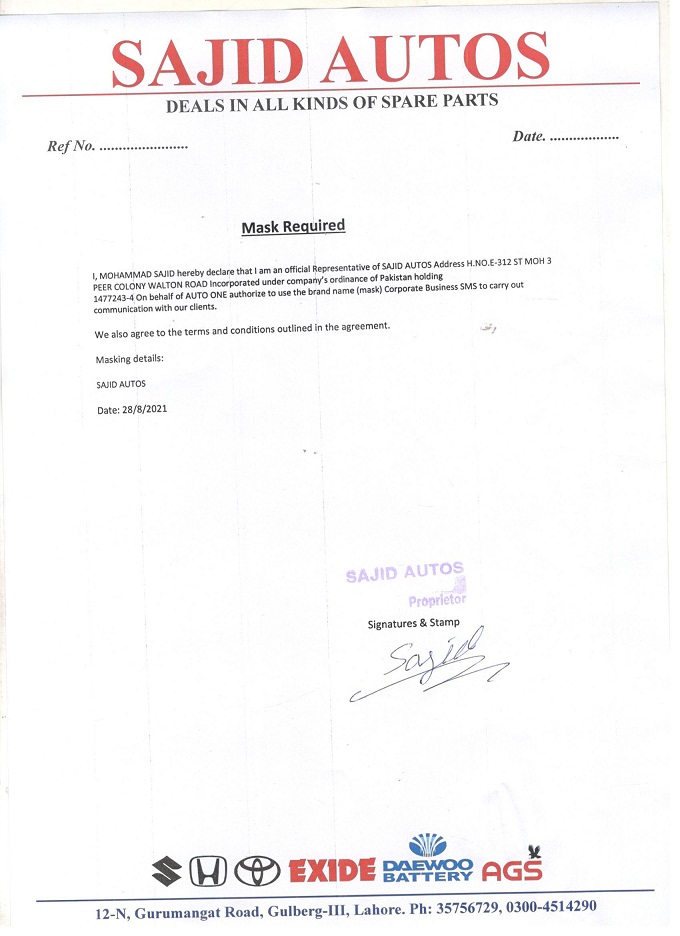 SAJID AUTOS
DEALS IN ALL KINDS OF SPARE PARTS
Ref No. .......................
Date. ..................
Mask Required
I, MOHAMMAD SAJID hereby declare that I am an official Representative of SAJID AUTOS Address H.NO.E-312 ST MOH 3
PEER COLONY WALTON ROAD Incorporated under company's ordinance of Pakistan holding
1477243-4 On behalf of AUTO ONE authorize to use the brand name (mask) Corporate Business SMS to carry out
communication with our clients.
We also agree to the terms and conditions outlined in the agreement.
Masking details:
SAJID AUTOS
Date: 28/8/2021
SAJID AUTOS
Proprietor
Signatures & Stamp
Sajid
EXIDE DAEWOO BATTERY AGS
12-N, Gurumangat Road, Gulberg-III, Lahore. Ph: 35756729, 0300-4514290